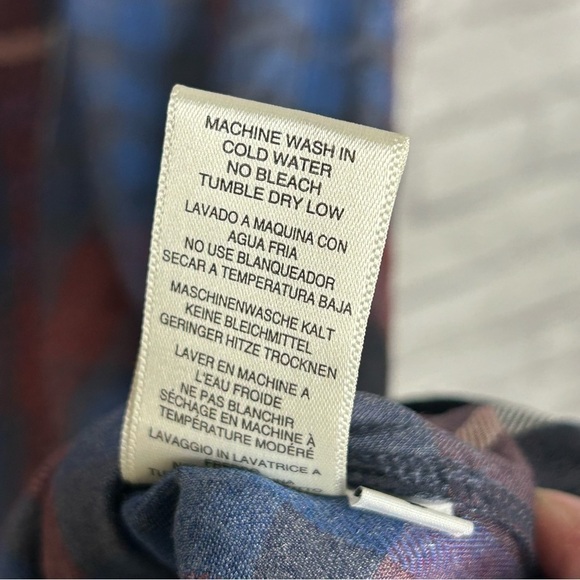 MACHINE WASH IN
COLD WATER
NO BLEACH
TUMBLE DRY LOW
LAVADO A MAQUINA CON
AGUA FRIA
NO USE BLANQUEADOR
SECAR A TEMPERATURA BAJA
MASCHINENWASCHE KALT
KEINE BLEICHMITTEL
GERINGER HITZE TROCKNEN
LAVER EN MACHINE A
L'EAU FROIDE
NE PAS BLANCHIR
SÉCHAGE EN MACHINE À
TEMPÉRATURE MODÉRÉ
LAVAGGIO IN LAVATRICE A